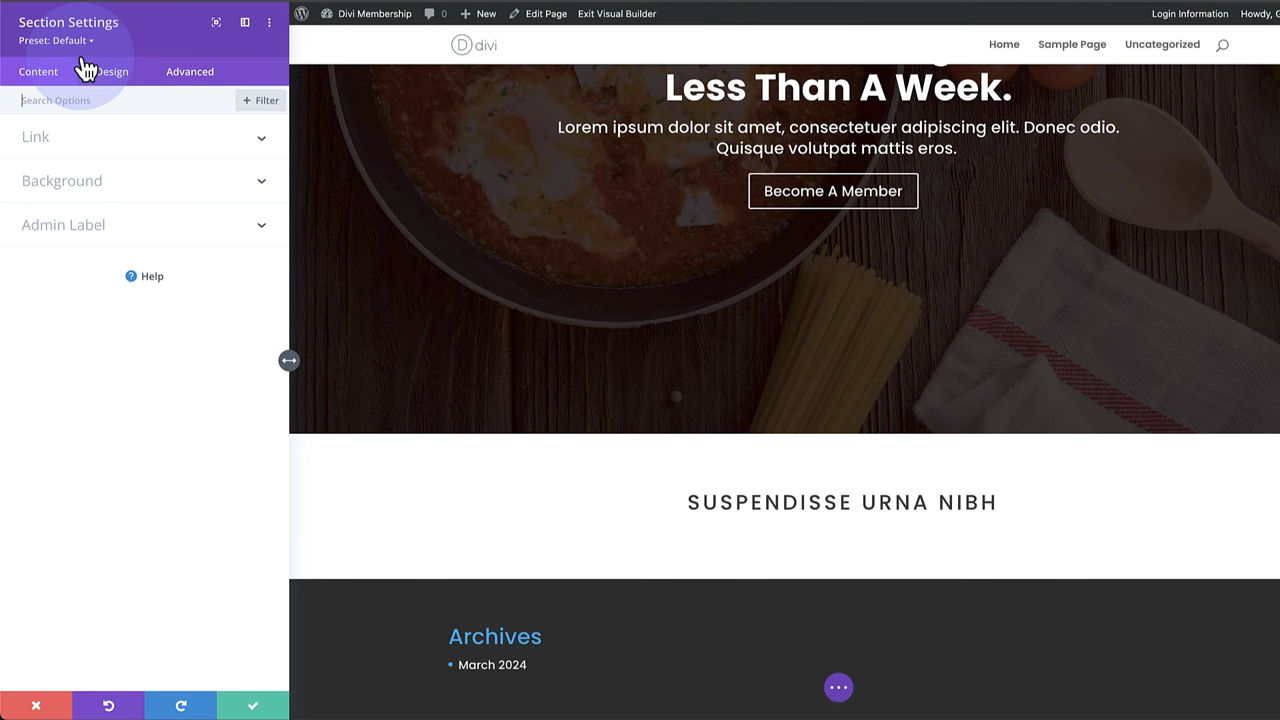 Section Settings
Preset: Default
Content
Design
Advanced
Search Options
+ Filter
Link
Background
Admin Label
? Help
Divi Membership
0
New
Edit Page
Exit Visual Builder
Login Information
Howdy, G
D divi
Home
Sample Page
Uncategorized
Less Than A Week.
Lorem ipsum dolor sit amet, consectetuer adipiscing elit. Donec odio.
Quisque volutpat mattis eros.
Become A Member
SUSPENDISSE URNA NIBH
Archives
March 2024